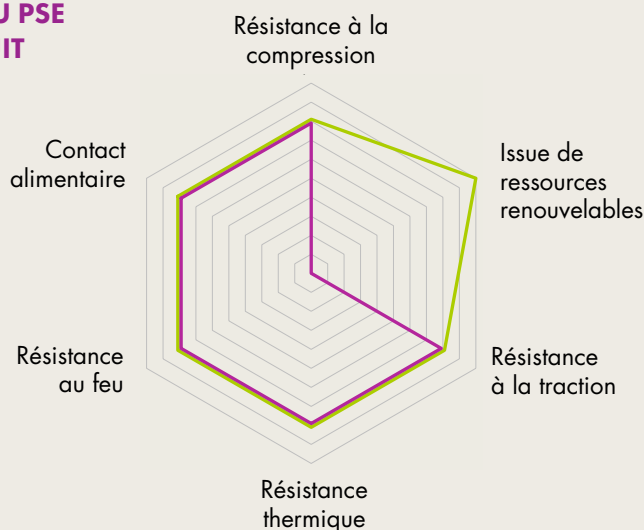 PSE
IT
Résistance à la
compression
Contact
alimentaire
Issue de
ressources
renouvelables
Résistance
au feu
Résistance
à la traction
Résistance
thermique